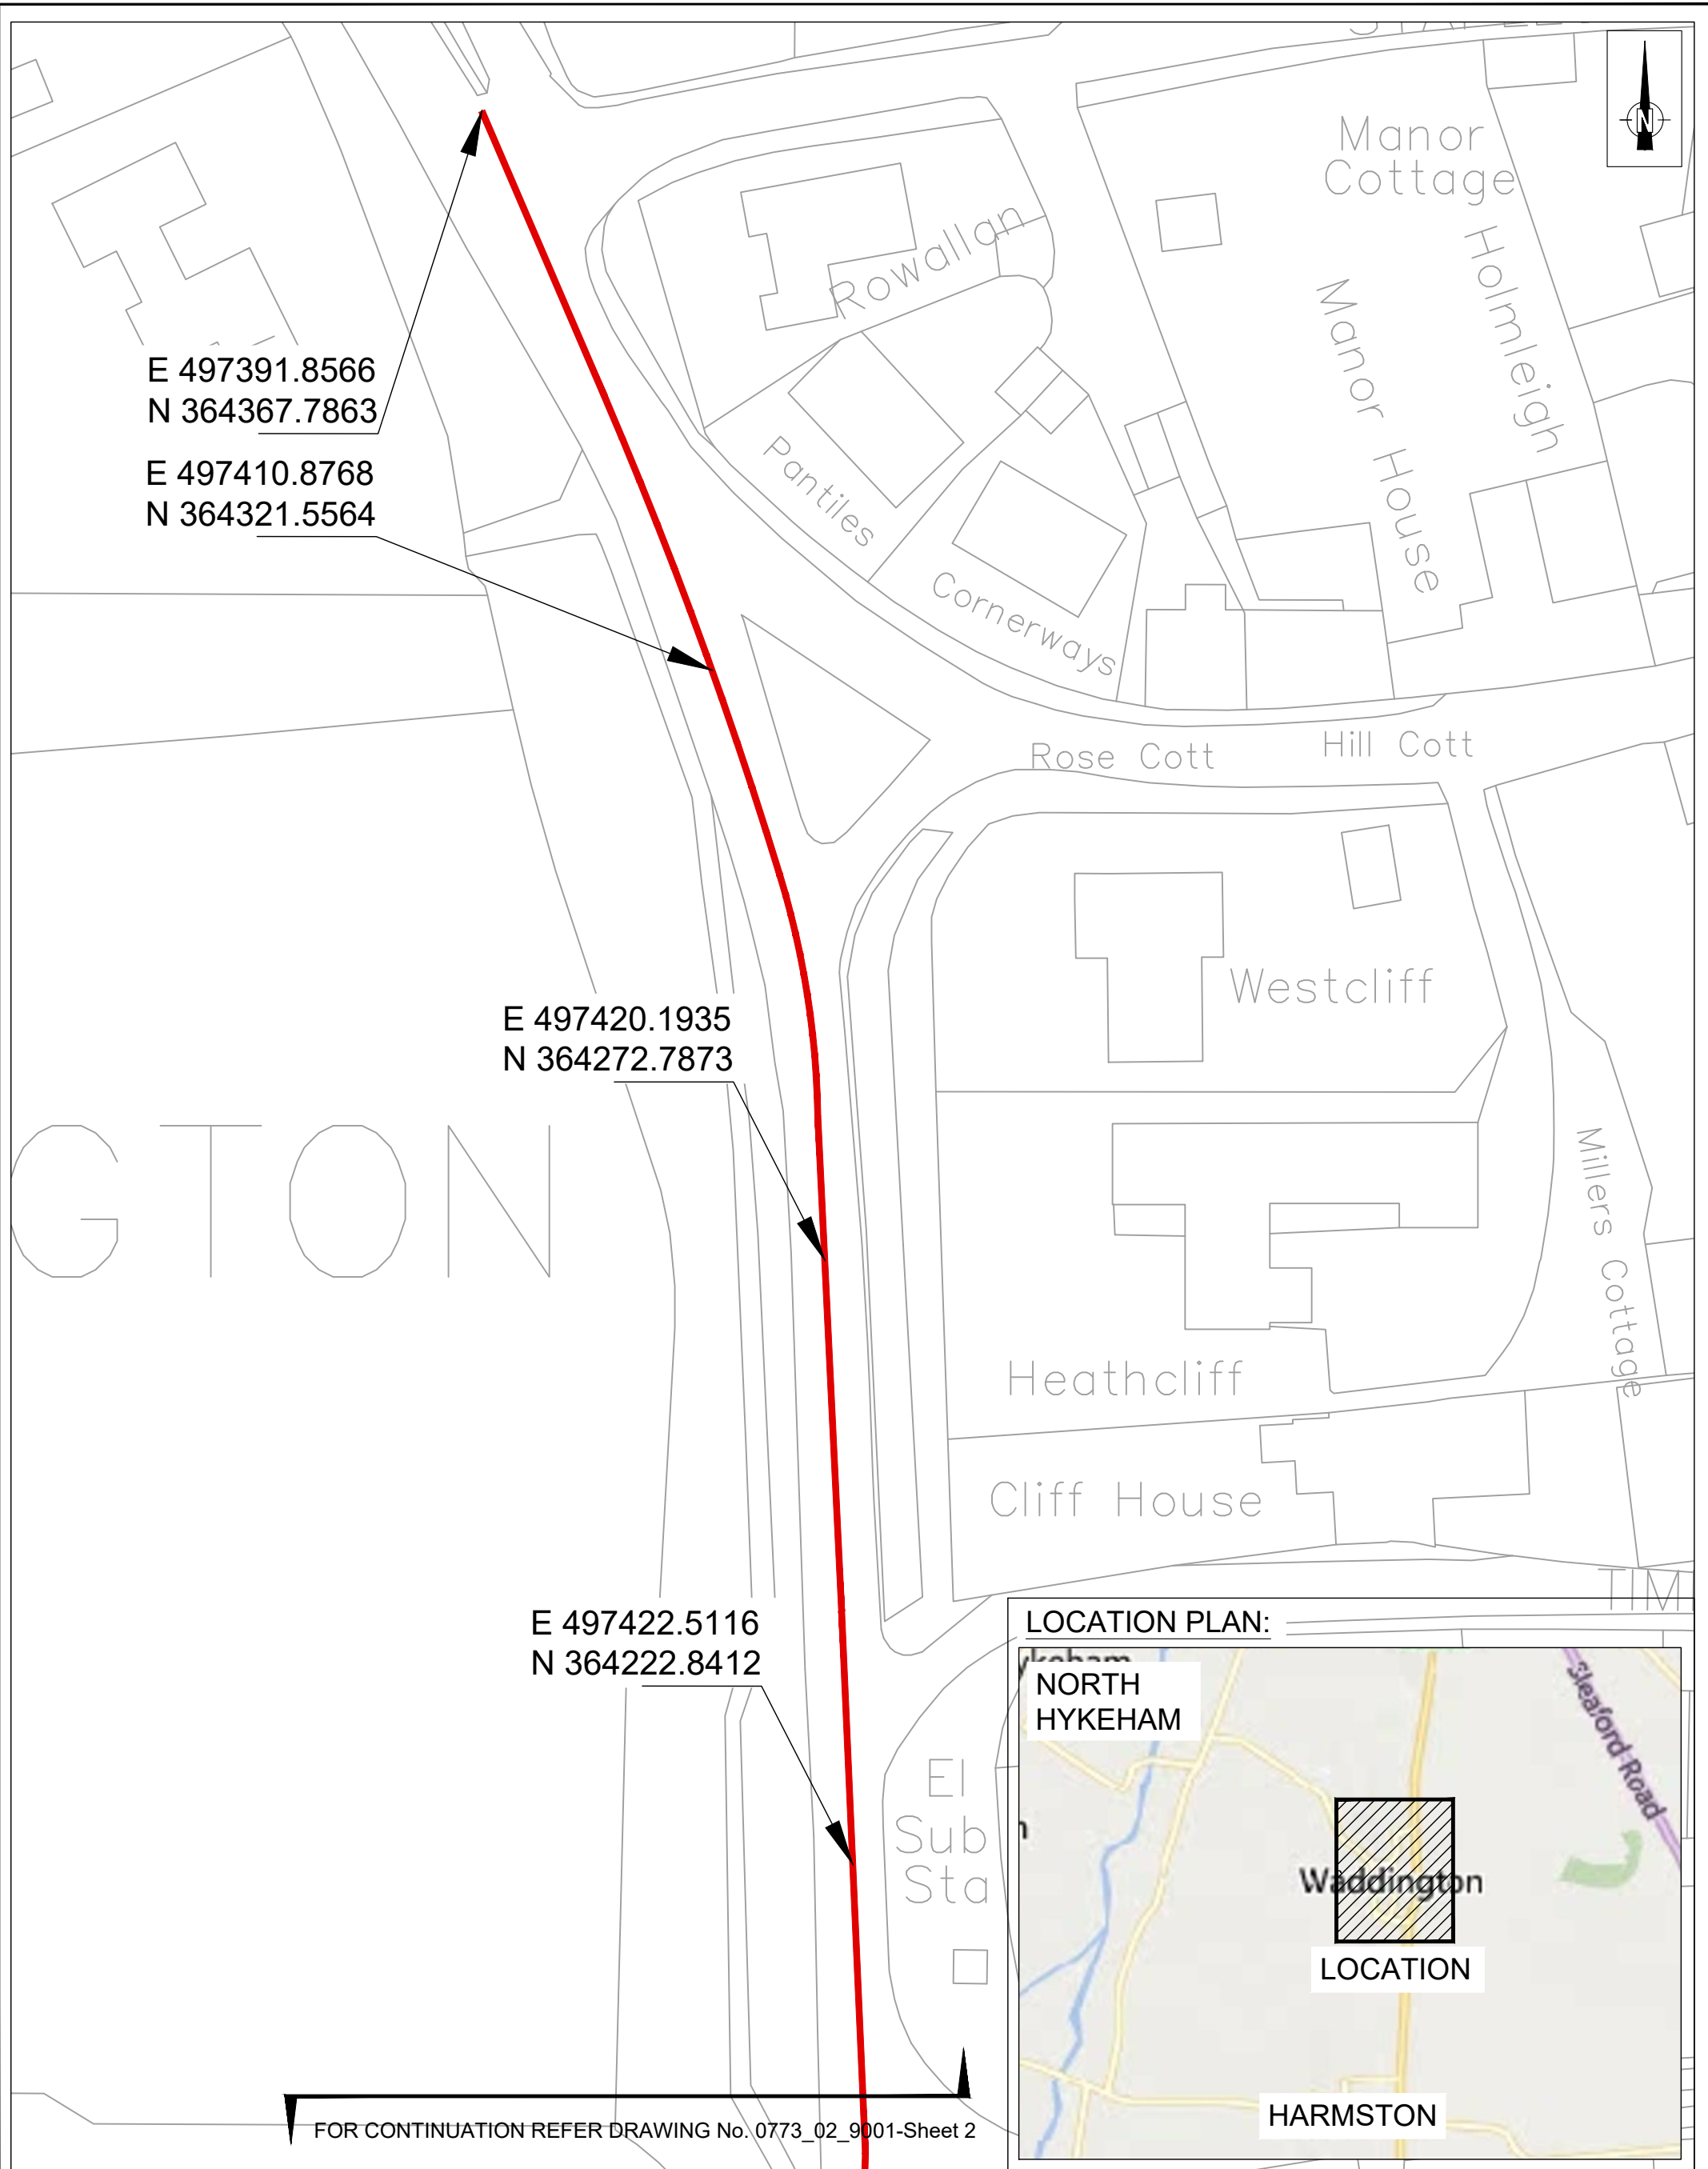 N
Manor
Cottage
Rowallan
Holmleigh
Manor House
E 497391.8566
N 364367.7863
E 497410.8768
N 364321.5564
Pantiles
Cornerways
Rose Cott
Hill Cott
Westcliff
E 497420.1935
N 364272.7873
GTON
Millers Cottage
Heathcliff
Cliff House
TIM
E 497422.5116
N 364222.8412
El
Sub
Sta
LOCATION PLAN:
NORTH
HYKEHAM
Sleaford Road
Waddington
LOCATION
HARMSTON
FOR CONTINUATION REFER DRAWING No. 0773_02_9001-Sheet 2